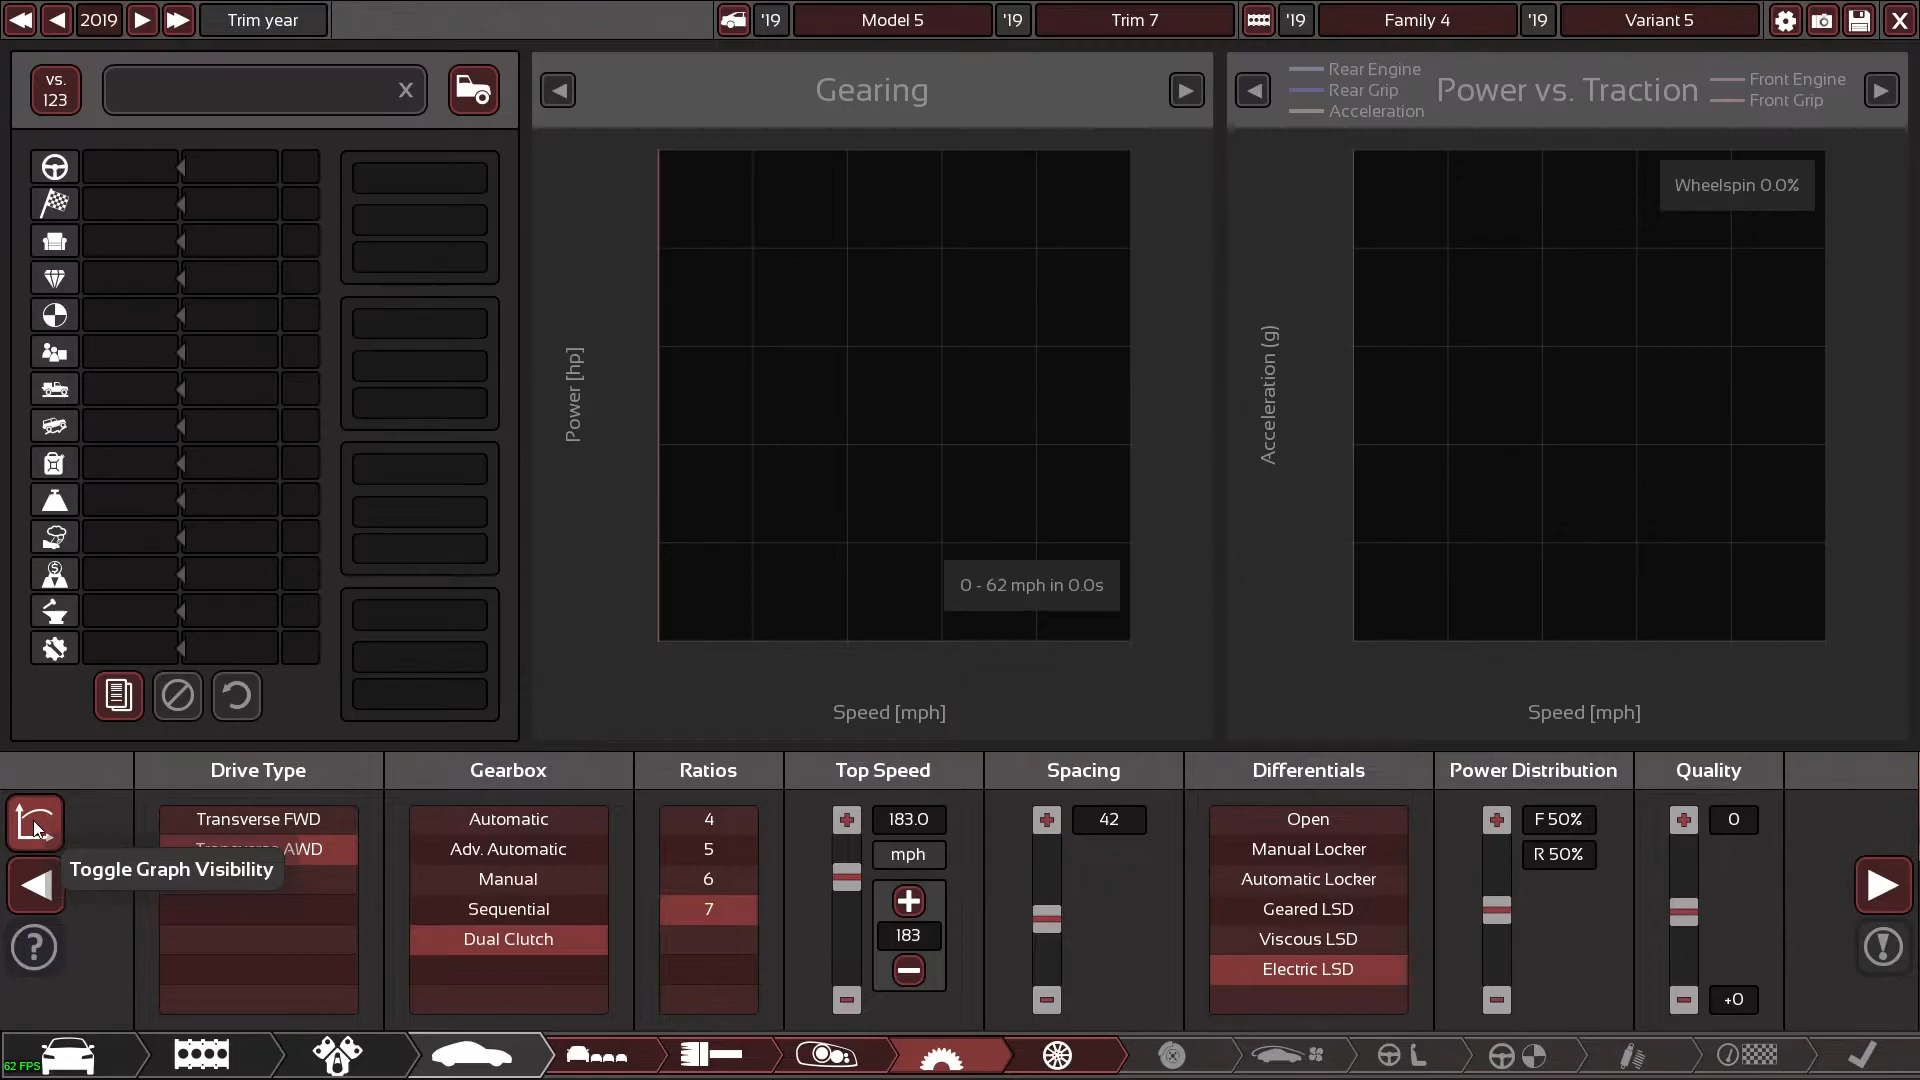 2019
Trim year
'19
Model 5
'19
Trim 7
'19
Family 4
'19
Variant 5
X
vs.
123
X
Gearing
Rear Engine
Rear Grip
Acceleration
Power vs. Traction
Front Engine
Front Grip
Wheelspin 0.0%
Power [hp]
Acceleration (g)
0 - 62 mph in 0.0s
Speed [mph]
Speed [mph]
Drive Type
Gearbox
Ratios
Top Speed
Spacing
Differentials
Power Distribution
Quality
Transverse FWD
Transverse AWD
Toggle Graph Visibility
Automatic
Adv. Automatic
Manual
Sequential
Dual Clutch
4
5
6
7
183.0
mph
183
42
Open
Manual Locker
Automatic Locker
Geared LSD
Viscous LSD
Electric LSD
F 50%
R 50%
0
+0
?
!
62 FPS